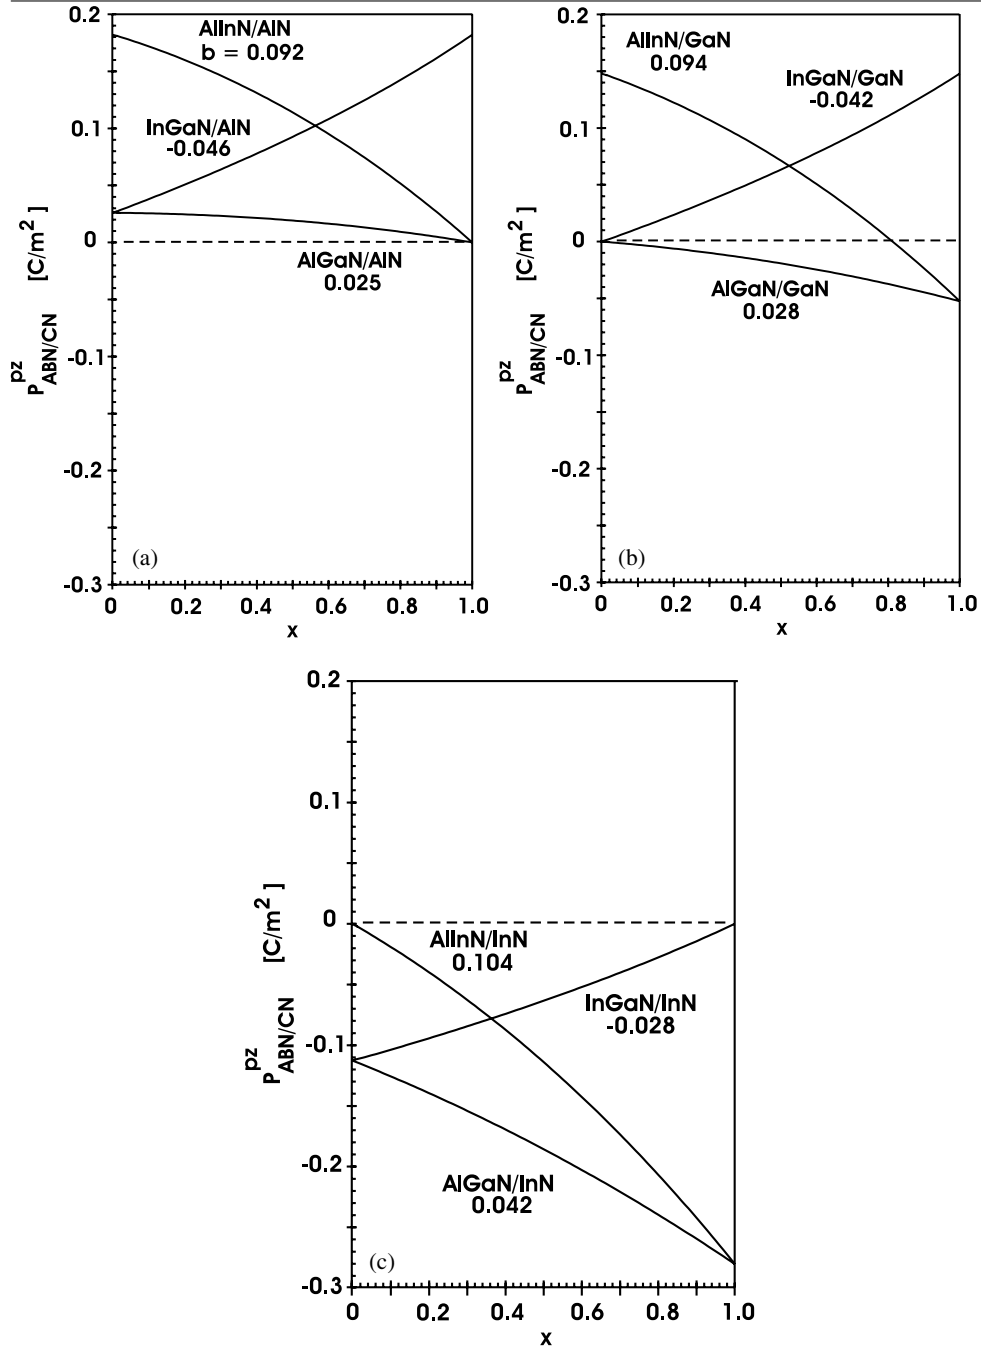 0.2
AlInN/AlN
b = 0.092
0.1
InGaN/AlN
-0.046
0
AlGaN/AlN
0.025
-0.1
-0.2
-0.3
P^pz_ABN/CN [C/m^2 ]
(a)
0 0.2 0.4 0.6 0.8 1.0
x
0.2
AlInN/GaN
0.094
InGaN/GaN
-0.042
0.1
0
AlGaN/GaN
0.028
-0.1
-0.2
-0.3
P^pz_ABN/CN [C/m^2 ]
(b)
0 0.2 0.4 0.6 0.8 1.0
x
0.2
0.1
0
AlInN/InN
0.104
InGaN/InN
-0.028
-0.1
-0.2
AlGaN/InN
0.042
-0.3
P^pz_ABN/CN [C/m^2 ]
(c)
0 0.2 0.4 0.6 0.8 1.0
x